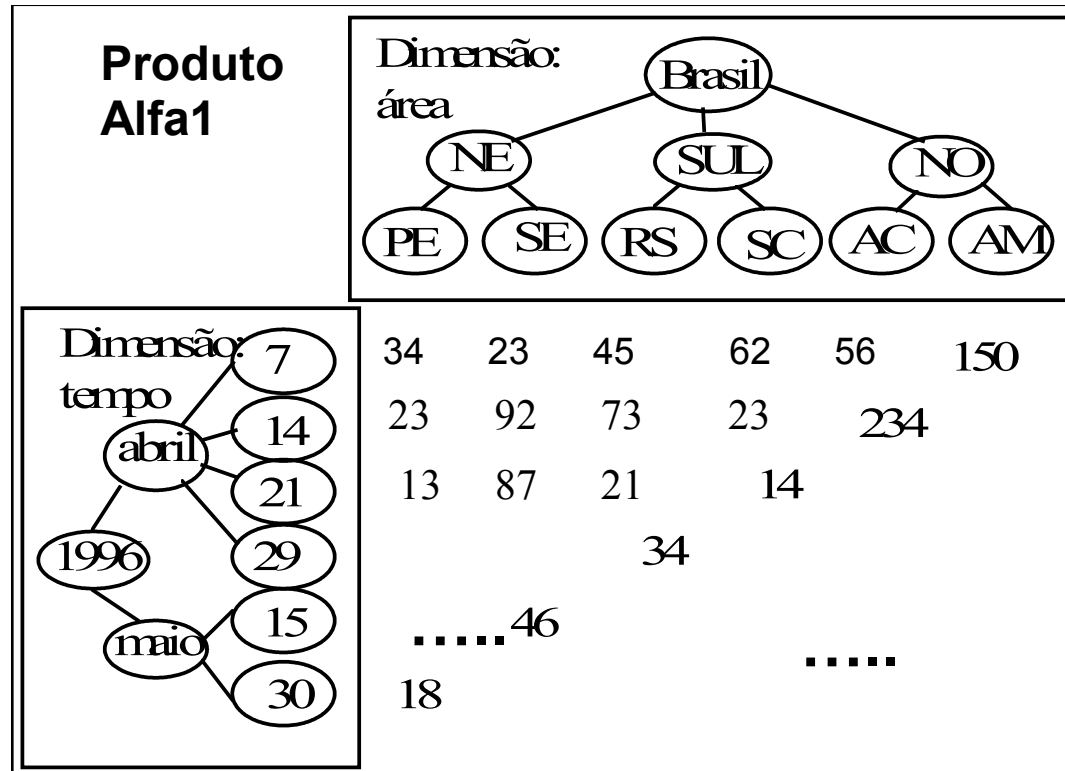 Produto
Alfa1
Dimensão:
área
Brasil
NE SUL NO
PE SE RS SC AC AM
Dimensão:
tempo
7
14
abril
21
1996
29
15
maio
30
34 23 45 62 56 150
23 92 73 23 234
13 87 21 14
34
.....46
.....
18